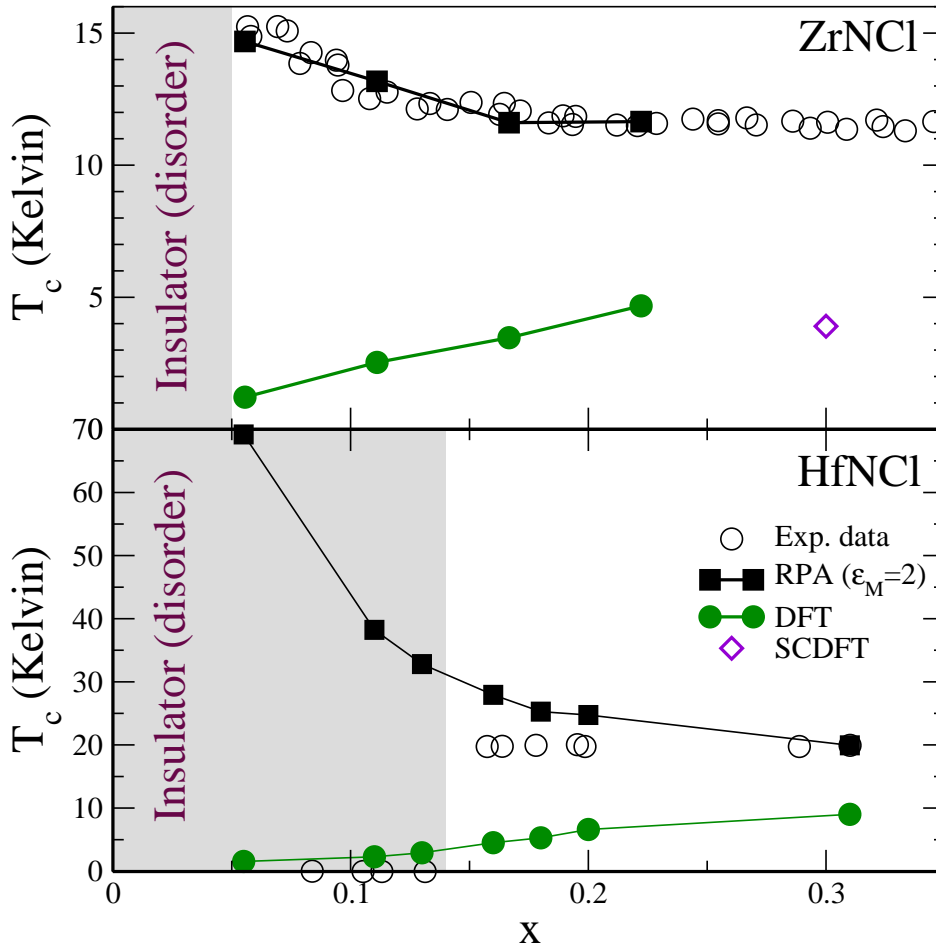 15
ZrNCl
10
T_c (Kelvin)
Insulator (disorder)
5
70
HfNCl
60
Exp. data
50
RPA (ε_M=2)
40
DFT
SCDFT
T_c (Kelvin)
Insulator (disorder)
30
20
10
0
0
0.1
0.2
0.3
x